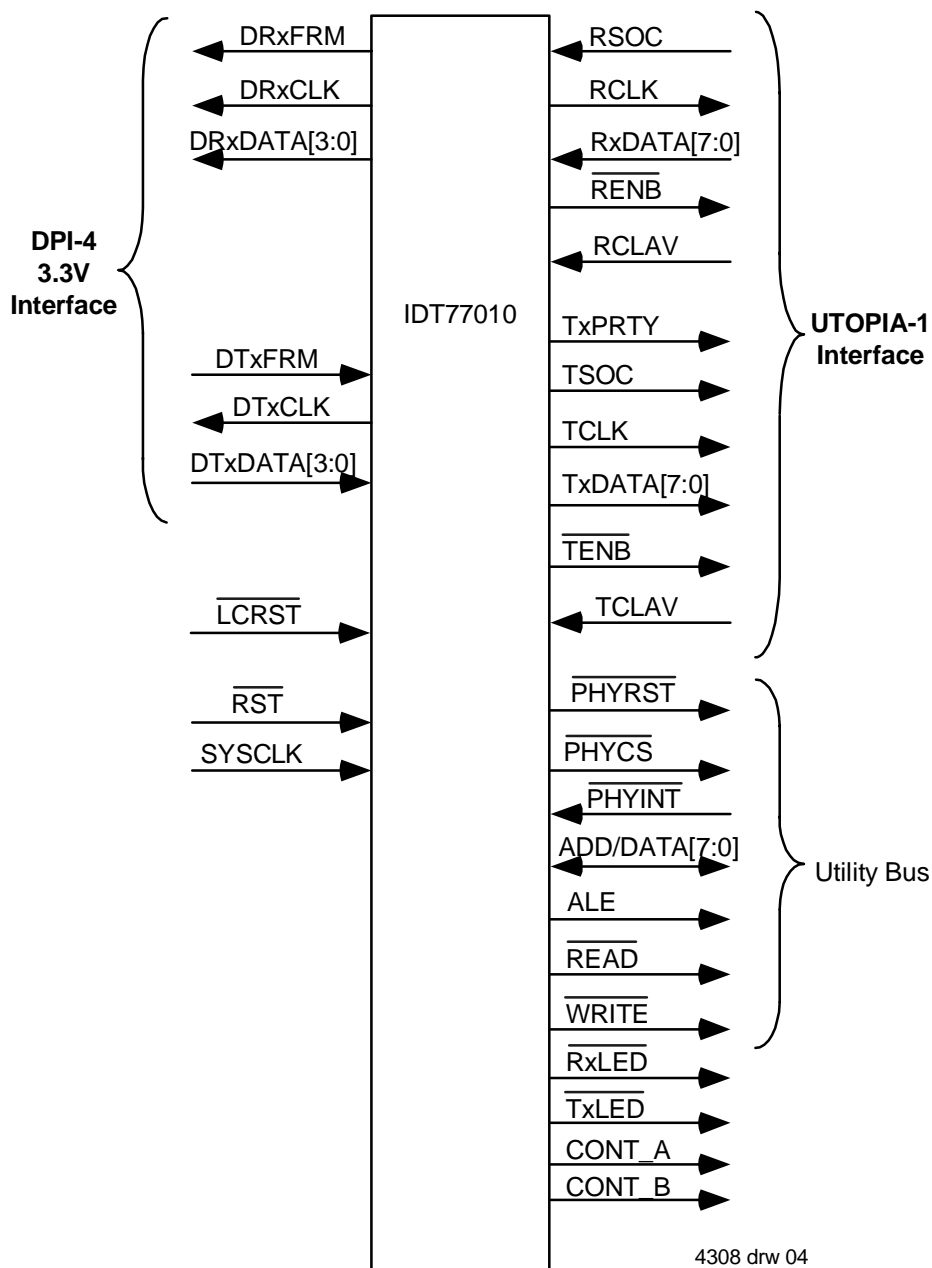 DRxFRM
DRxCLK
DRxDATA[3:0]
DPI-4
3.3V
Interface
DTxFRM
DTxCLK
DTxDATA[3:0]
LCRST
RST
SYSCLK
IDT77010
RSOC
RCLK
RxDATA[7:0]
RENB
RCLAV
TxPRTY
TSOC
TCLK
TxDATA[7:0]
TENB
TCLAV
UTOPIA-1
Interface
PHYRST
PHYCS
PHYINT
ADD/DATA[7:0]
ALE
READ
WRITE
Utility Bus
RxLED
TxLED
CONT_A
CONT_B
4308 drw 04